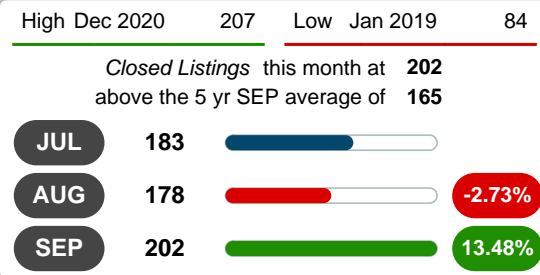 High Dec 2020 207 Low Jan 2019 84
Closed Listings this month at 202
above the 5 yr SEP average of 165
JUL 183
AUG 178 -2.73%
SEP 202 13.48%